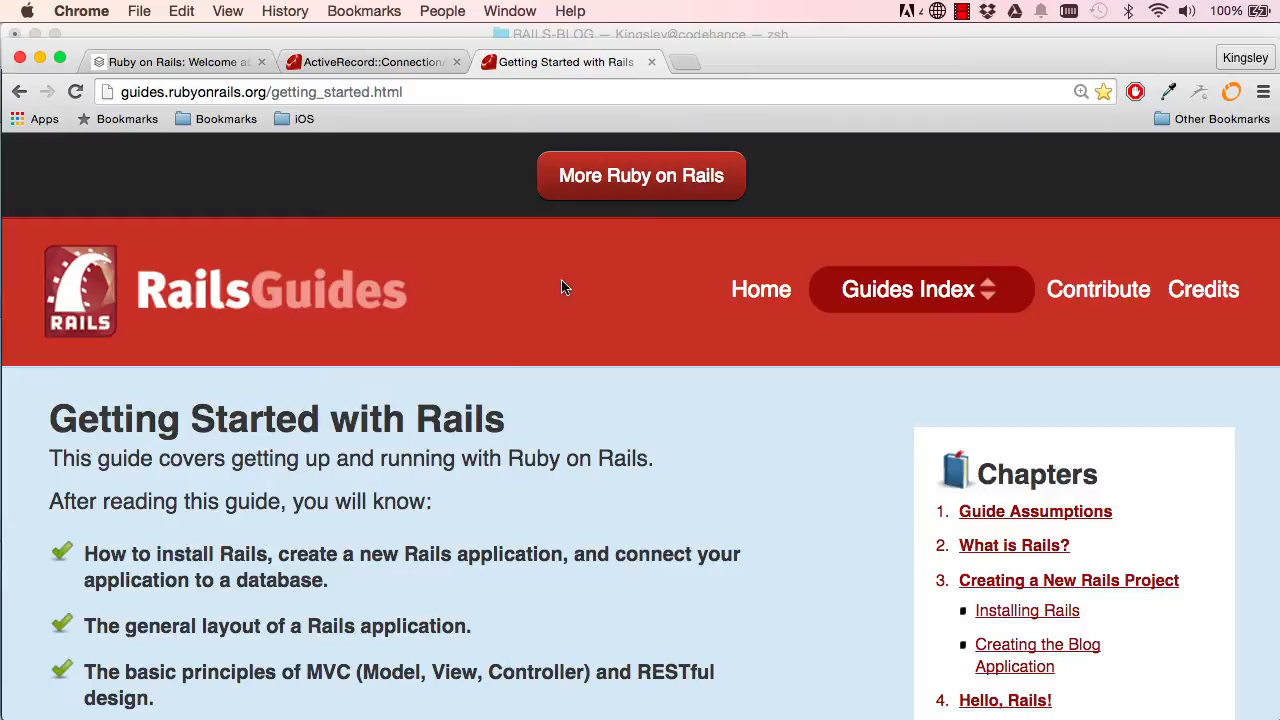 Chrome File Edit View History Bookmarks People Window Help 4 100%
RAILS-BLOG — Kingsley@codehance — zsh
Ruby on Rails: Welcome a × ActiveRecord::Connection × Getting Started with Rails × Kingsley
guides.rubyonrails.org/getting_started.html
Apps Bookmarks Bookmarks iOS Other Bookmarks
More Ruby on Rails
RAILS RailsGuides Home Guides Index Contribute Credits
Getting Started with Rails
This guide covers getting up and running with Ruby on Rails.
After reading this guide, you will know:
How to install Rails, create a new Rails application, and connect your
application to a database.
The general layout of a Rails application.
The basic principles of MVC (Model, View, Controller) and RESTful
design.
Chapters
1. Guide Assumptions
2. What is Rails?
3. Creating a New Rails Project
Installing Rails
Creating the Blog
Application
4. Hello, Rails!